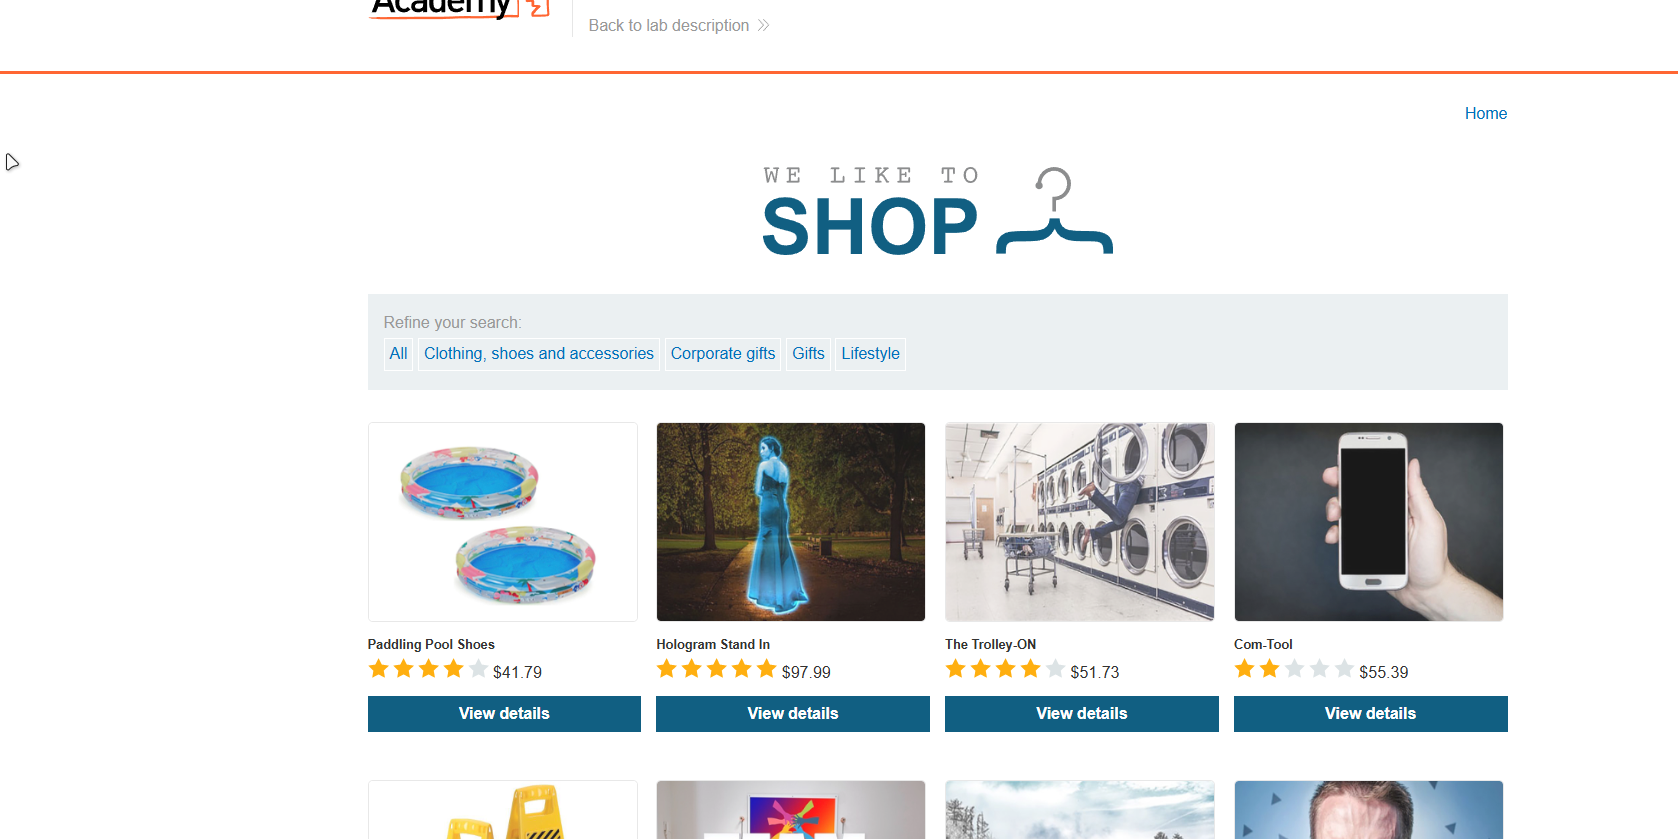 Academy
Back to lab description
Home
WE LIKE TO
SHOP
Refine your search:
All Clothing, shoes and accessories Corporate gifts Gifts Lifestyle
Paddling Pool Shoes Hologram Stand In The Trolley-ON Com-Tool
$41.79 $97.99 $51.73 $55.39
View details View details View details View details